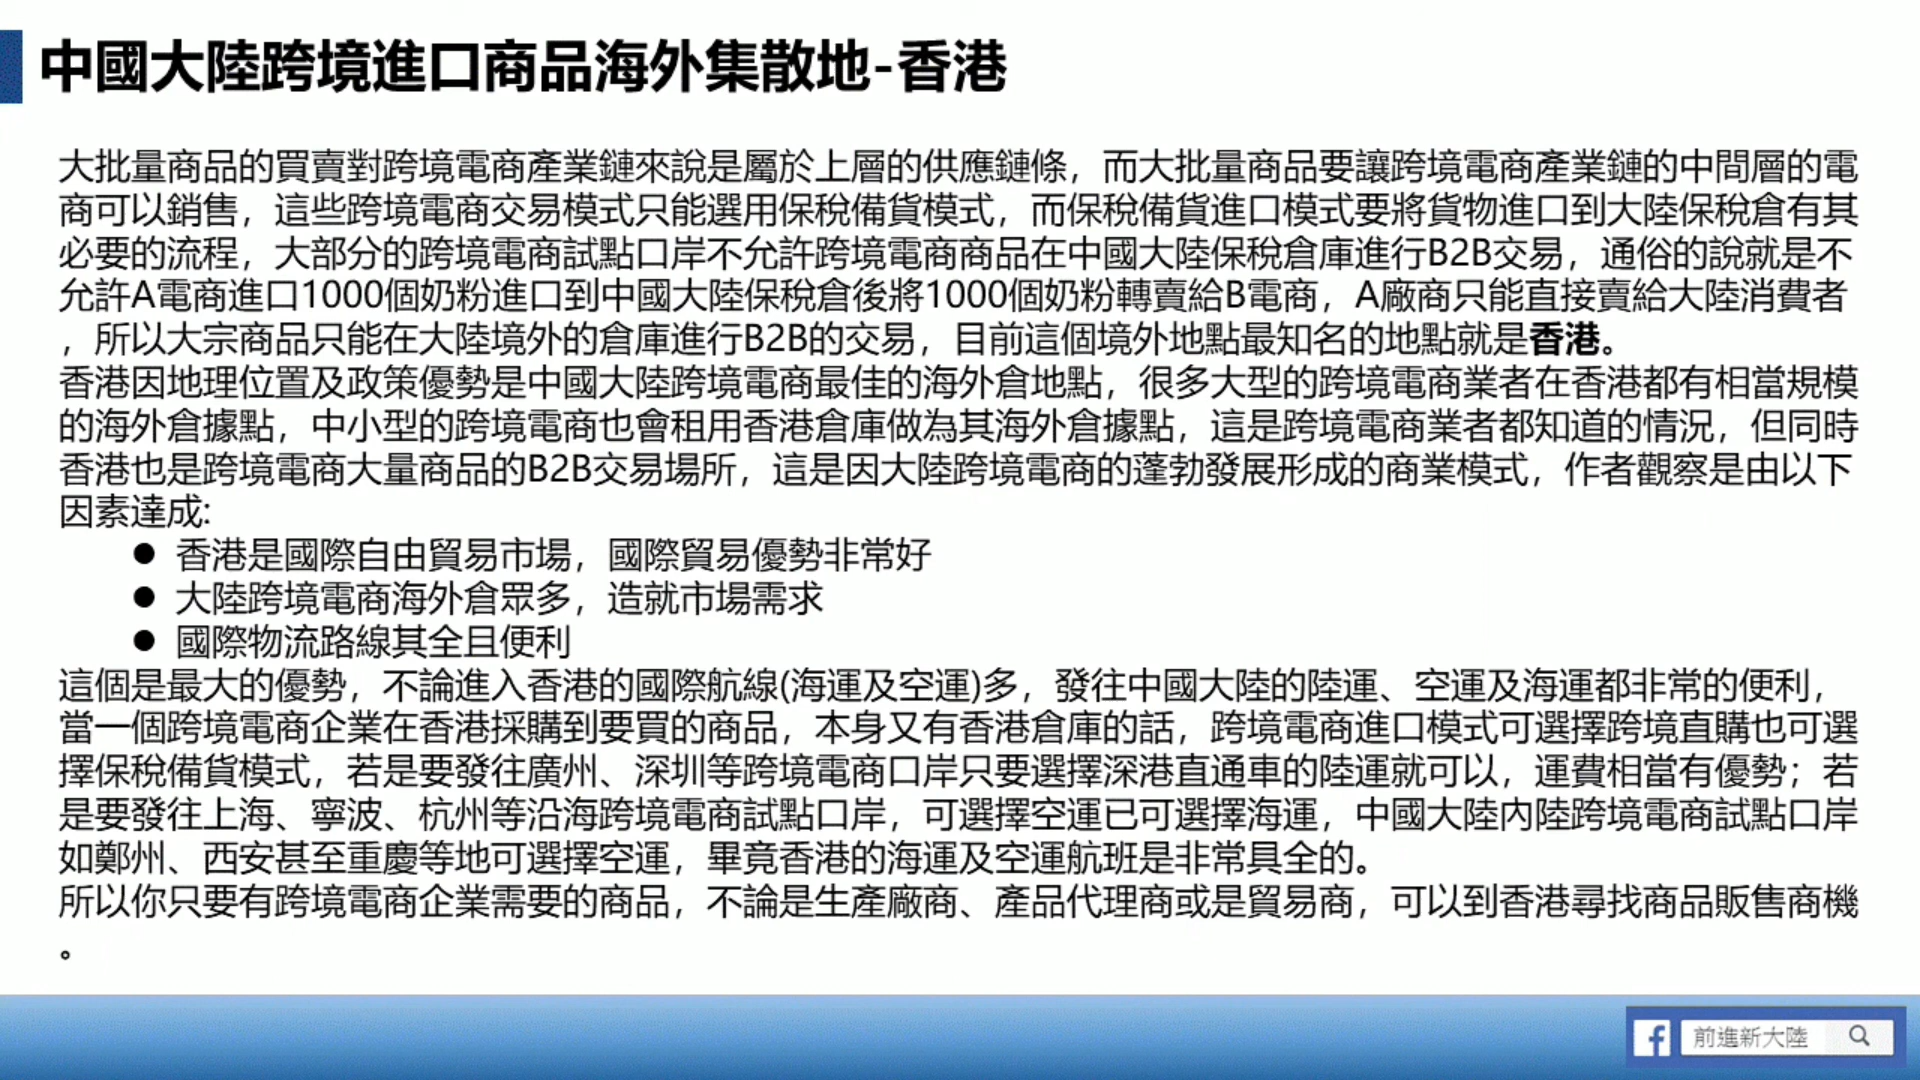 中國大陸跨境進口商品海外集散地-香港
大批量商品的買賣對跨境電商產業鏈來說是屬於上層的供應鏈條，而大批量商品要讓跨境電商產業鏈的中間層的電
商可以銷售，這些跨境電商交易模式只能選用保稅備貨模式，而保稅備貨進口模式要將貨物進口到大陸保稅倉有其
必要的流程，大部分的跨境電商試點口岸不允許跨境電商商品在中國大陸保稅倉庫進行B2B交易，通俗的說就是不
允許A電商進口1000個奶粉進口到中國大陸保稅倉後將1000個奶粉轉賣給B電商，A廠商只能直接賣給大陸消費者
，所以大宗商品只能在大陸境外的倉庫進行B2B的交易，目前這個境外地點最知名的地點就是香港。
香港因地理位置及政策優勢是中國大陸跨境電商最佳的海外倉地點，很多大型的跨境電商業者在香港都有相當規模
的海外倉據點，中小型的跨境電商也會租用香港倉庫做為其海外倉據點，這是跨境電商業者都知道的情況，但同時
香港也是跨境電商大量商品的B2B交易場所，這是因大陸跨境電商的蓬勃發展形成的商業模式，作者觀察是由以下
因素達成:
● 香港是國際自由貿易市場，國際貿易優勢非常好
● 大陸跨境電商海外倉眾多，造就市場需求
● 國際物流路線其全且便利
這個是最大的優勢，不論進入香港的國際航線(海運及空運)多，發往中國大陸的陸運、空運及海運都非常的便利，
當一個跨境電商企業在香港採購到要買的商品，本身又有香港倉庫的話，跨境電商進口模式可選擇跨境直購也可選
擇保稅備貨模式，若是要發往廣州、深圳等跨境電商口岸只要選擇深港直通車的陸運就可以，運費相當有優勢；若
是要發往上海、寧波、杭州等沿海跨境電商試點口岸，可選擇空運已可選擇海運，中國大陸內陸跨境電商試點口岸
如鄭州、西安甚至重慶等地可選擇空運，畢竟香港的海運及空運航班是非常具全的。
所以你只要有跨境電商企業需要的商品，不論是生產廠商、產品代理商或是貿易商，可以到香港尋找商品販售商機
。
前進新大陸